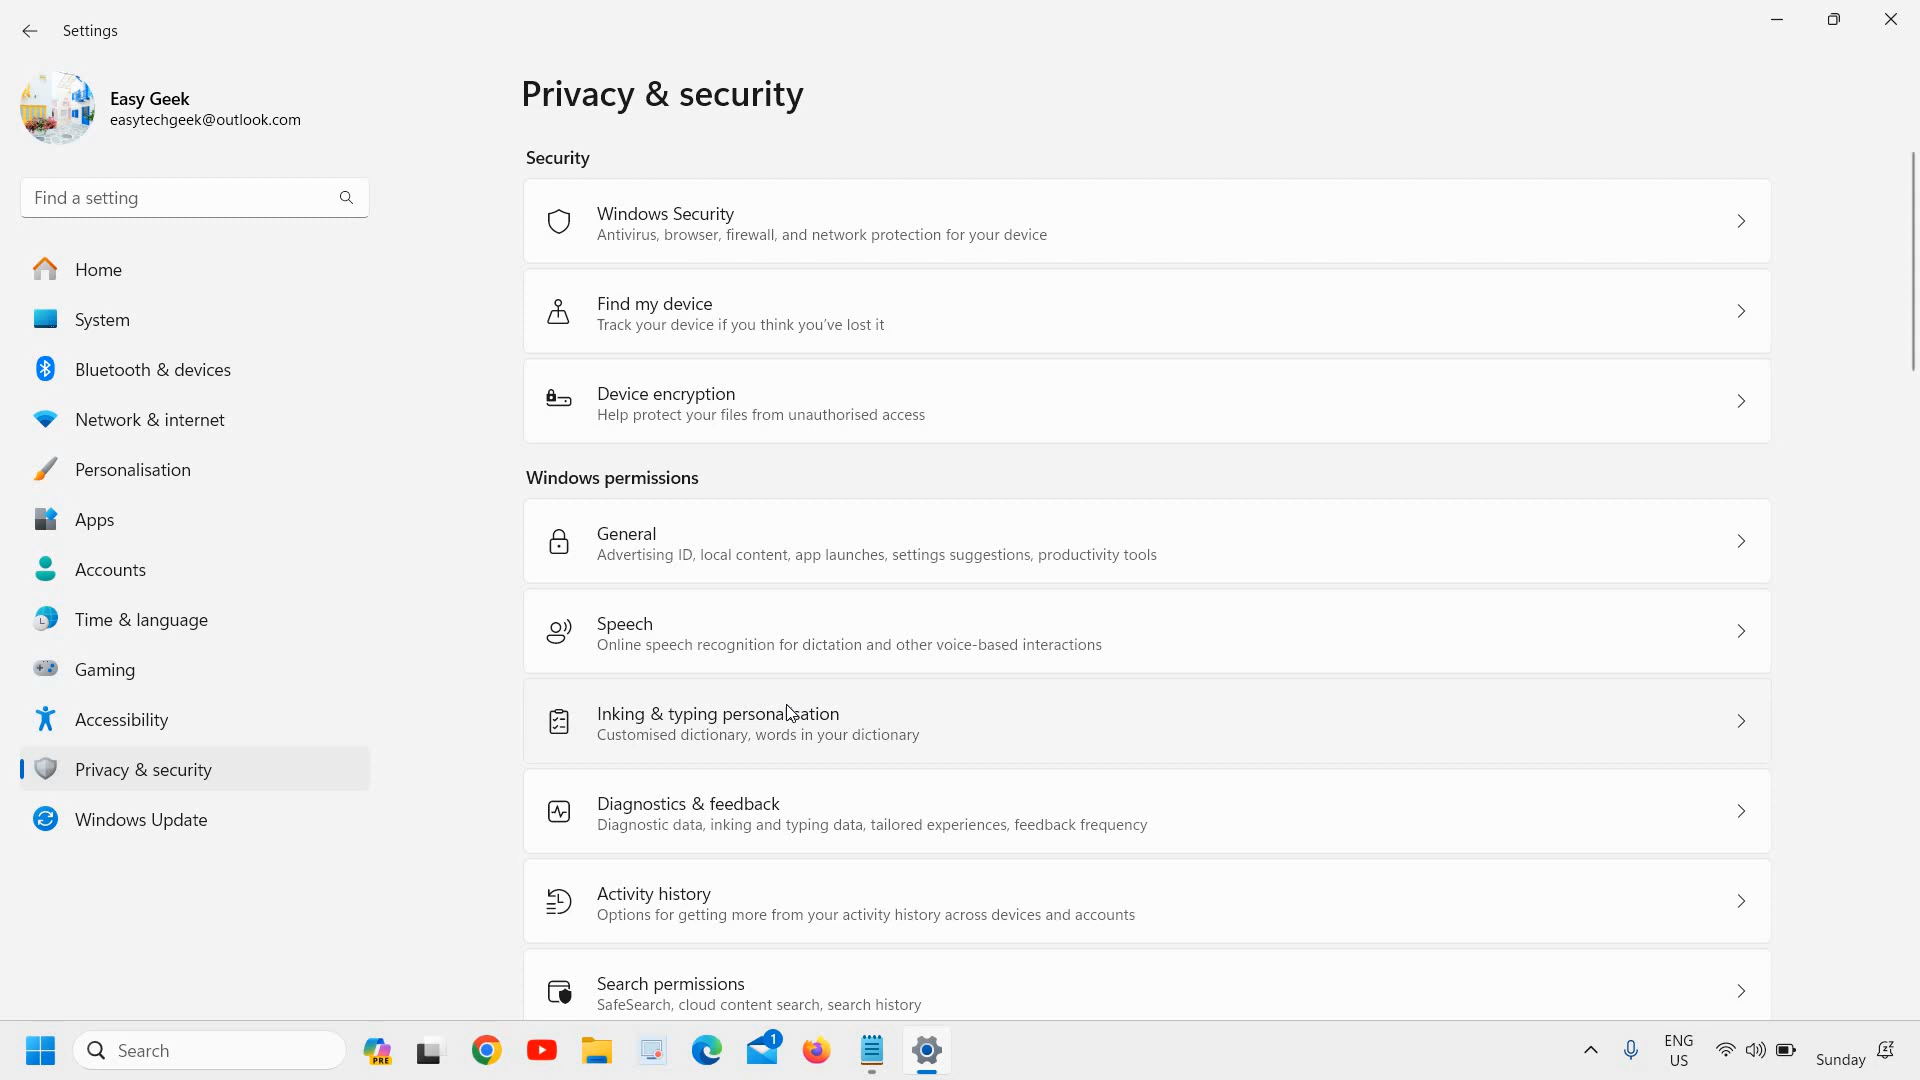 Settings
Easy Geek
easytechgeek@outlook.com
Find a setting
Home
System
Bluetooth & devices
Network & internet
Personalisation
Apps
Accounts
Time & language
Gaming
Accessibility
Privacy & security
Windows Update
Privacy & security
Security
Windows Security
Antivirus, browser, firewall, and network protection for your device
Find my device
Track your device if you think you've lost it
Device encryption
Help protect your files from unauthorised access
Windows permissions
General
Advertising ID, local content, app launches, settings suggestions, productivity tools
Speech
Online speech recognition for dictation and other voice-based interactions
Inking & typing personalisation
Customised dictionary, words in your dictionary
Diagnostics & feedback
Diagnostic data, inking and typing data, tailored experiences, feedback frequency
Activity history
Options for getting more from your activity history across devices and accounts
Search permissions
SafeSearch, cloud content search, search history
Search
PRE
1
ENG
US
Sunday